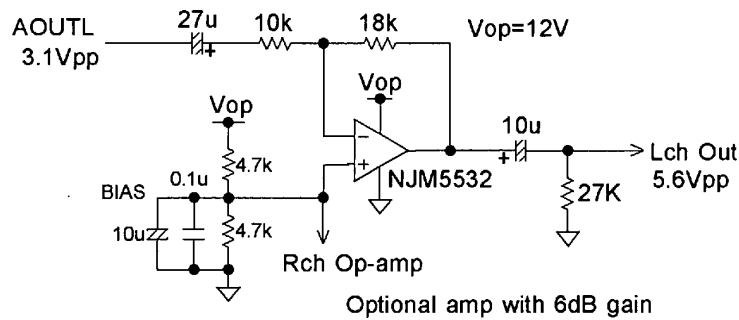 AOUTL
3.1Vpp
27u
+
10k
18k
Vop=12V
Vop
Vop
−
+
NJM5532
10u
+
Lch Out
5.6Vpp
27K
4.7k
BIAS
0.1u
10u
4.7k
Rch Op-amp
Optional amp with 6dB gain